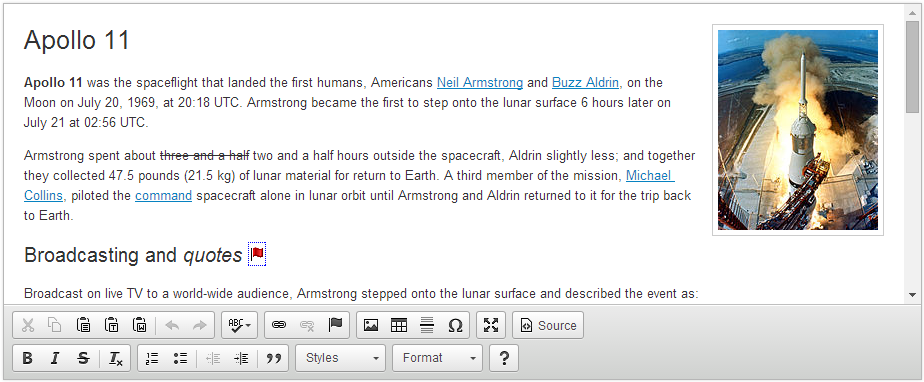 Apollo 11
Apollo 11 was the spaceflight that landed the first humans, Americans Neil Armstrong and Buzz Aldrin, on the
Moon on July 20, 1969, at 20:18 UTC. Armstrong became the first to step onto the lunar surface 6 hours later on
July 21 at 02:56 UTC.
Armstrong spent about three and a half two and a half hours outside the spacecraft, Aldrin slightly less; and together
they collected 47.5 pounds (21.5 kg) of lunar material for return to Earth. A third member of the mission, Michael
Collins, piloted the command spacecraft alone in lunar orbit until Armstrong and Aldrin returned to it for the trip back
to Earth.
Broadcasting and quotes
Broadcast on live TV to a world-wide audience, Armstrong stepped onto the lunar surface and described the event as:
ABC Ω Source
B I S Tx Styles Format ?